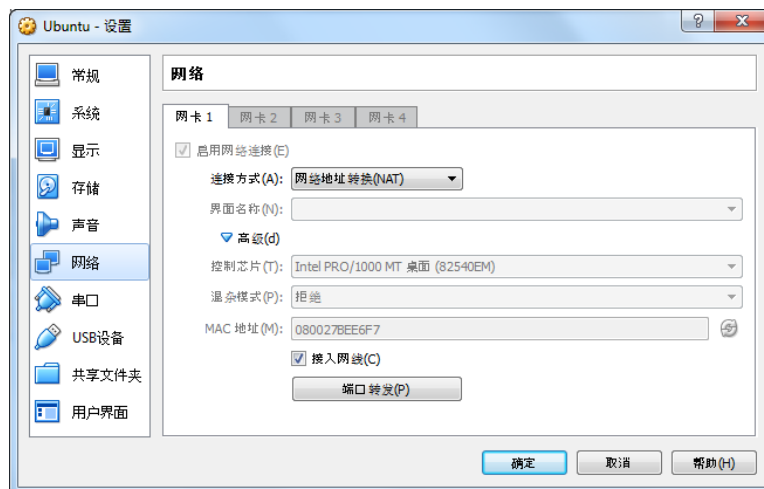 Ubuntu - 设置
常规
系统
显示
存储
声音
网络
串口
USB设备
共享文件夹
用户界面
网络
网卡 1 网卡 2 网卡 3 网卡 4
启用网络连接(E)
连接方式(A): 网络地址转换(NAT)
界面名称(N):
高级(d)
控制芯片(T): Intel PRO/1000 MT 桌面 (82540EM)
混杂模式(P): 拒绝
MAC 地址(M): 080027BEE6F7
接入网线(C)
端口转发(P)
确定 取消 帮助(H)